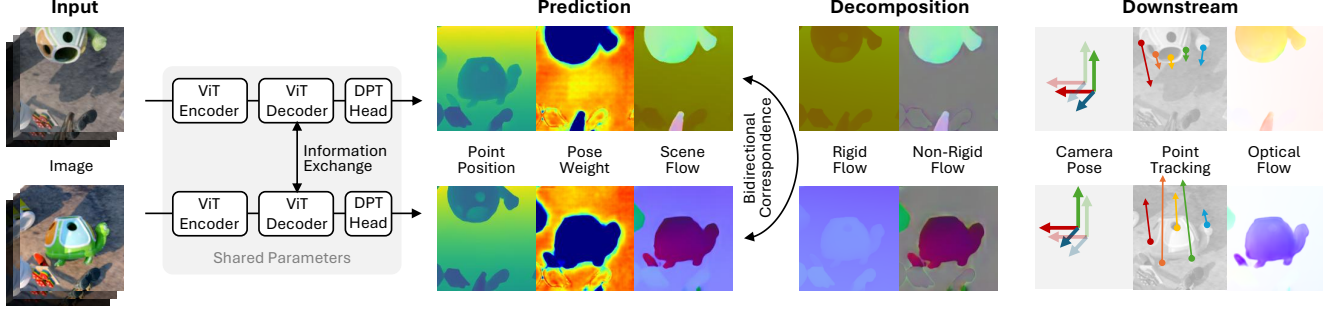 Input
Prediction
Decomposition
Downstream
ViT
Encoder
ViT
Decoder
DPT
Head
Image
Information
Exchange
ViT
Encoder
ViT
Decoder
DPT
Head
Shared Parameters
Point
Position
Pose
Weight
Scene
Flow
Bidirectional
Correspondence
Rigid
Flow
Non-Rigid
Flow
Camera
Pose
Point
Tracking
Optical
Flow